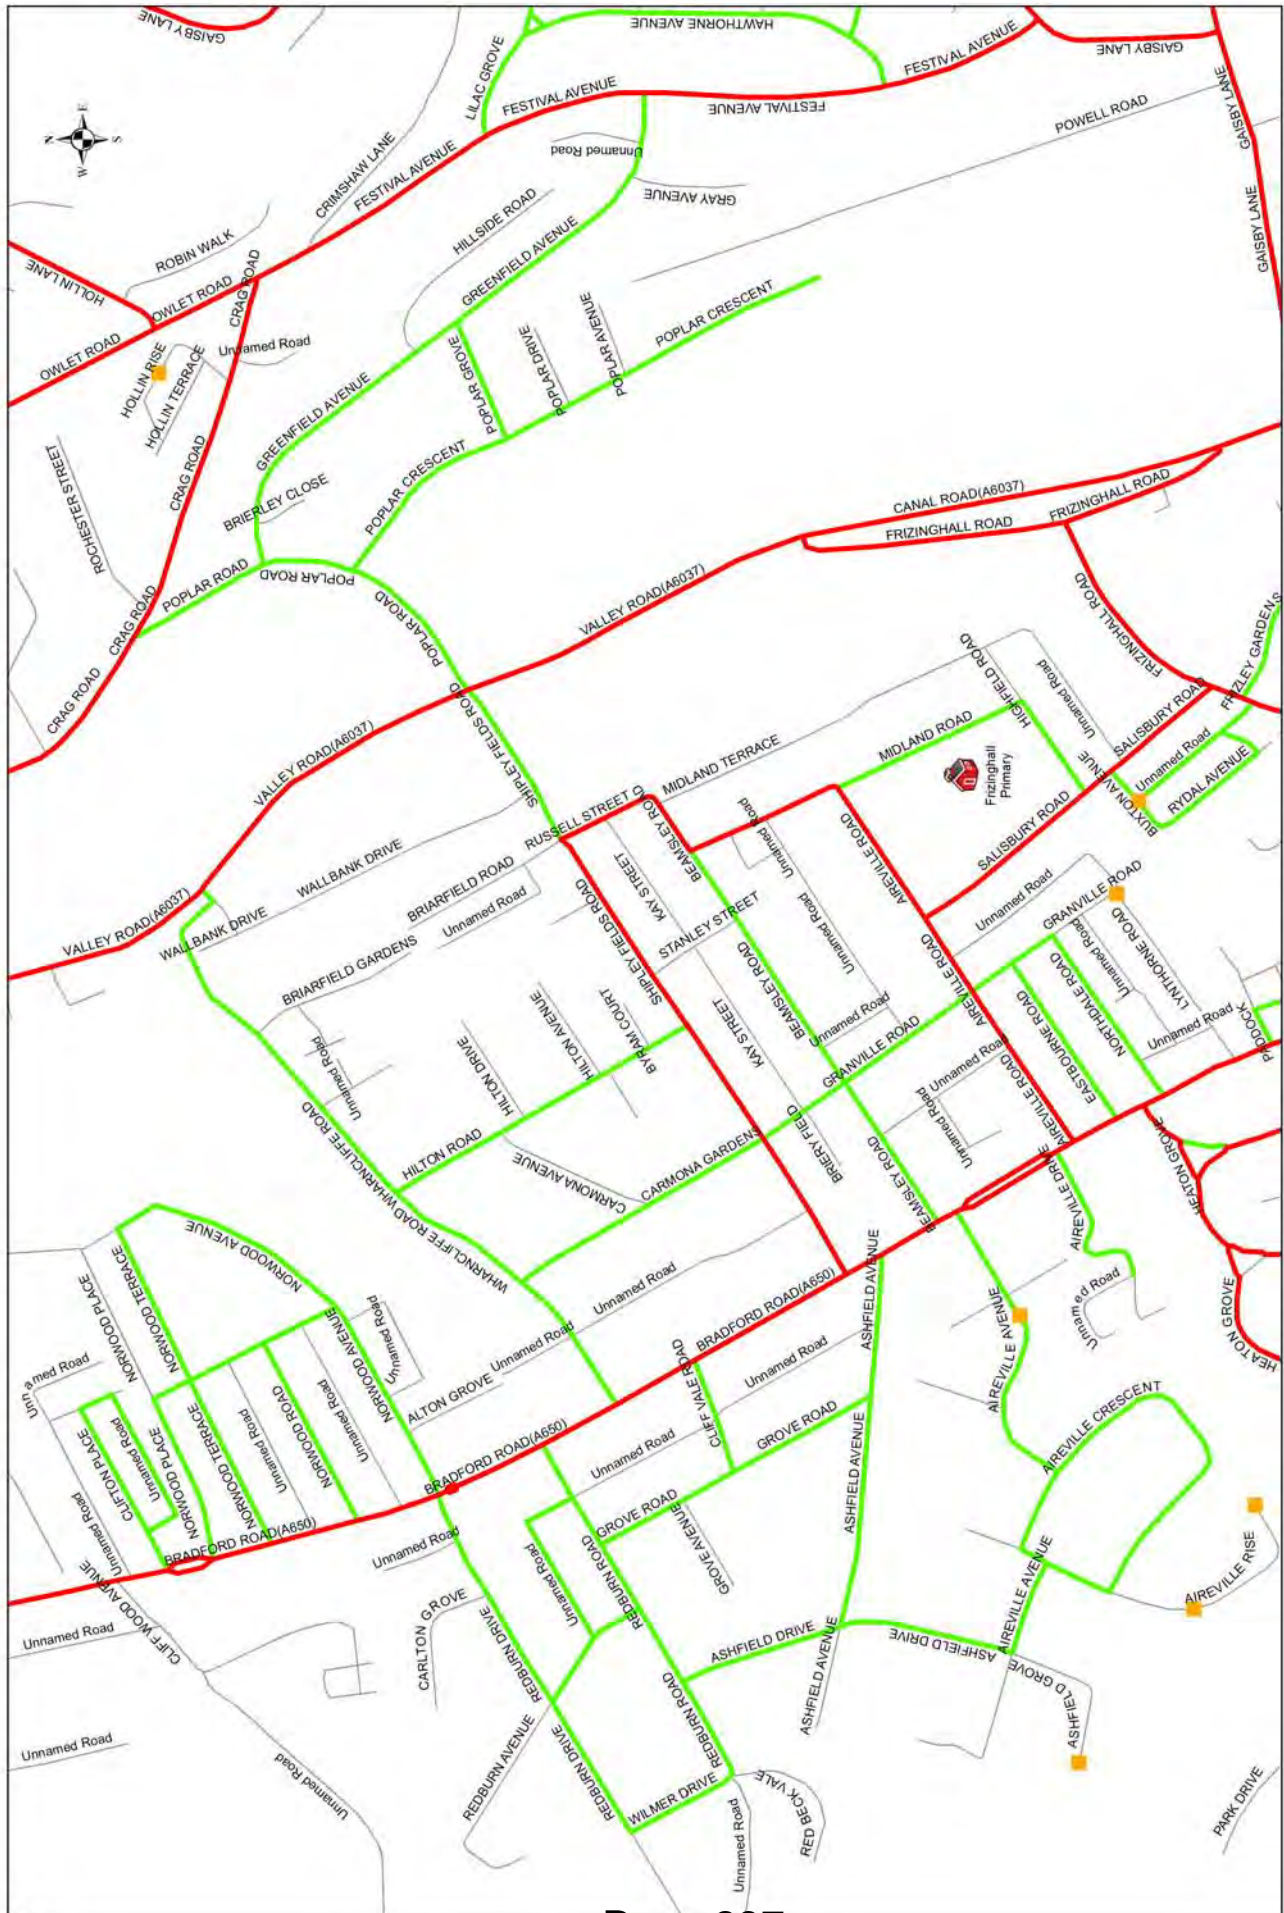 GAISBY LANE
LILAC GROVE
HAWTHORNE AVENUE
FESTIVAL AVENUE
GAISBY LANE
FESTIVAL AVENUE
FESTIVAL AVENUE
GAISBY LANE
POWELL ROAD
GAISBY LANE
N
E
S
W
CRIMSHAW LANE
FESTIVAL AVENUE
Unnamed Road
GRAY AVENUE
GAISBY LANE
HOLLIN LANE
ROBIN WALK
HILLSIDE ROAD
GREENFIELD AVENUE
OWLET ROAD
CRAG ROAD
OWLET ROAD
HOLLIN RISE
HOLLIN TERRACE
Unnamed Road
POPLAR GROVE
POPLAR DRIVE
POPLAR AVENUE
POPLAR CRESCENT
GREENFIELD AVENUE
CRAG ROAD
ROCHESTER STREET
BRIERLEY CLOSE
POPLAR CRESCENT
CANAL ROAD(A6037)
FRIZINGHALL ROAD
FRIZINGHALL ROAD
POPLAR ROAD
POPLAR ROAD
POPLAR ROAD
CRAG ROAD
CRAG ROAD
VALLEY ROAD(A6037)
FRIZINGHALL ROAD
FRIZLEY GARDENS
HIGHFIELD ROAD
Unnamed Road
SALISBURY ROAD
VALLEY ROAD(A6037)
SHIPLEY FIELDS ROAD
MIDLAND TERRACE
MIDLAND ROAD
Frizinghall
Primary
BUXTON AVENUE
Unnamed Road
RYDAL AVENUE
RUSSELL STREET
BEAMSLEY ROAD
Unnamed Road
AIREVILLE ROAD
SALISBURY ROAD
WALLBANK DRIVE
BRIARFIELD ROAD
Unnamed Road
KAY STREET
STANLEY STREET
Unnamed Road
Unnamed Road
GRANVILLE ROAD
VALLEY ROAD(A6037)
WALLBANK DRIVE
BRIARFIELD GARDENS
SHIPLEY FIELDS ROAD
BEAMSLEY ROAD
AIREVILLE ROAD
Unnamed Road
LYNTHORNE ROAD
HILTON DRIVE
HILTON AVENUE
BYRAM COURT
KAY STREET
Unnamed Road
GRANVILLE ROAD
EASTBOURNE ROAD
NORTHDALE ROAD
Unnamed Road
PADDOCK
Unnamed Road
WHARNCLIFFE ROAD
HILTON ROAD
CARMONA AVENUE
CARMONA GARDENS
BRIERY FIELD
BEAMSLEY ROAD
Unnamed Road
Unnamed Road
AIREVILLE ROAD
AIREVILLE DRIVE
HEATON GROVE
WHARNCLIFFE ROAD
NORWOOD AVENUE
NORWOOD TERRACE
NORWOOD PLACE
Unnamed Road
BRADFORD ROAD(A650)
ASHFIELD AVENUE
AIREVILLE AVENUE
Unnamed Road
HEATON GROVE
Unnamed Road
NORWOOD AVENUE
Unnamed Road
ALTON GROVE
Unnamed Road
CLIFF VALE ROAD
Unnamed Road
AIREVILLE CRESCENT
CLIFTON PLACE
Unnamed Road
NORWOOD PLACE
NORWOOD TERRACE
Unnamed Road
NORWOOD ROAD
Unnamed Road
BRADFORD ROAD(A650)
Unnamed Road
GROVE ROAD
ASHFIELD AVENUE
BRADFORD ROAD(A650)
Unnamed Road
Unnamed Road
Unnamed Road
REDBURN ROAD
GROVE ROAD
GROVE AVENUE
AIREVILLE RISE
AIREVILLE AVENUE
CLIFF WOOD AVENUE
Unnamed Road
CARLTON GROVE
REDBURN DRIVE
ASHFIELD DRIVE
ASHFIELD DRIVE
ASHFIELD AVENUE
ASHFIELD GROVE
Unnamed Road
Unnamed Road
REDBURN AVENUE
REDBURN DRIVE
REDBURN ROAD
WILMER DRIVE
Unnamed Road
RED BECK VALE
PARK DRIVE